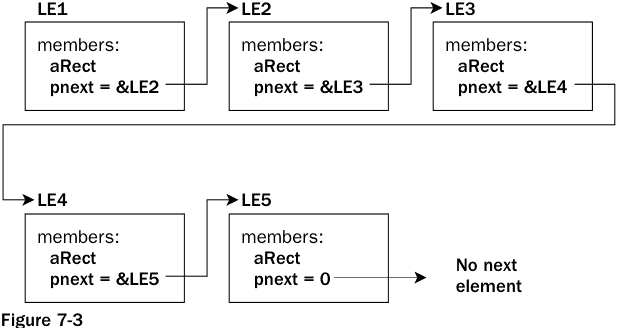 LE1
members:
aRect
pnext = &LE2
LE2
members:
aRect
pnext = &LE3
LE3
members:
aRect
pnext = &LE4
LE4
members:
aRect
pnext = &LE5
LE5
members:
aRect
pnext = 0
No next
element
Figure 7-3